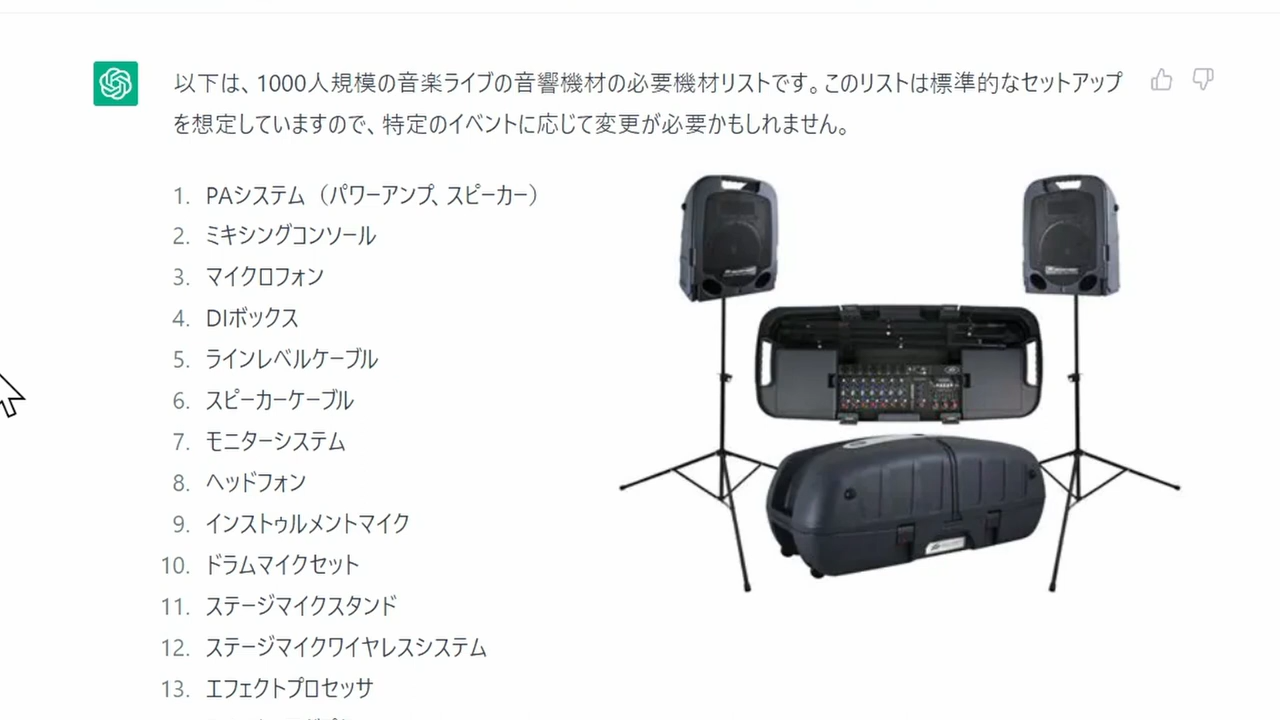 以下は、1000人規模の音楽ライブの音響機材の必要機材リストです。このリストは標準的なセットアップ
を想定していますので、特定のイベントに応じて変更が必要かもしれません。
1. PAシステム（パワーアンプ、スピーカー）
2. ミキシングコンソール
3. マイクロフォン
4. DIボックス
5. ラインレベルケーブル
6. スピーカーケーブル
7. モニターシステム
8. ヘッドフォン
9. インストゥルメントマイク
10. ドラムマイクセット
11. ステージマイクスタンド
12. ステージマイクワイヤレスシステム
13. エフェクトプロセッサ